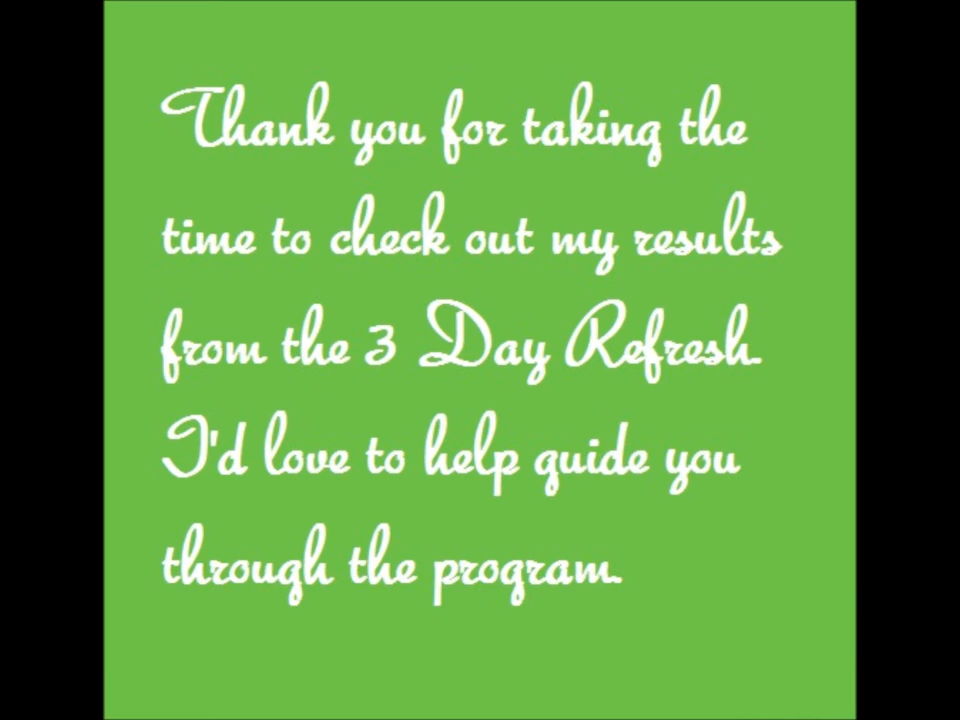 Thank you for taking the
time to check out my results
from the 3 Day Refresh.
I'd love to help guide you
through the program.